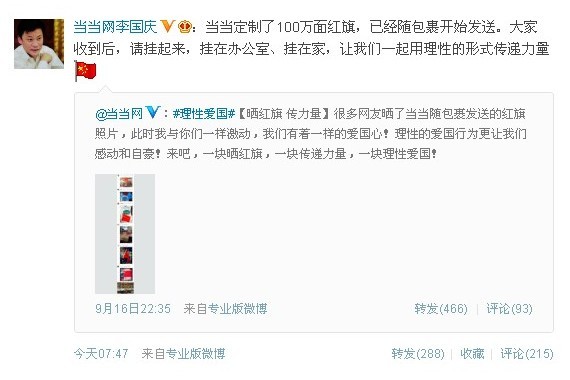 当当网李国庆：当当定制了100万面红旗，已经随包裹开始发送。大家
收到后，请挂起来，挂在办公室、挂在家，让我们一起用理性的形式传递力量
@当当网：#理性爱国#【晒红旗 传力量】很多网友晒了当当随包裹发送的红旗
照片，此时我与你们一样激动，我们有着一样的爱国心！理性的爱国行为更让我们
感动和自豪！来吧，一块晒红旗，一块传递力量，一块理性爱国！
9月16日22:35 来自专业版微博 转发(466) | 评论(93)
今天07:47 来自专业版微博 转发(288) | 收藏 | 评论(215)